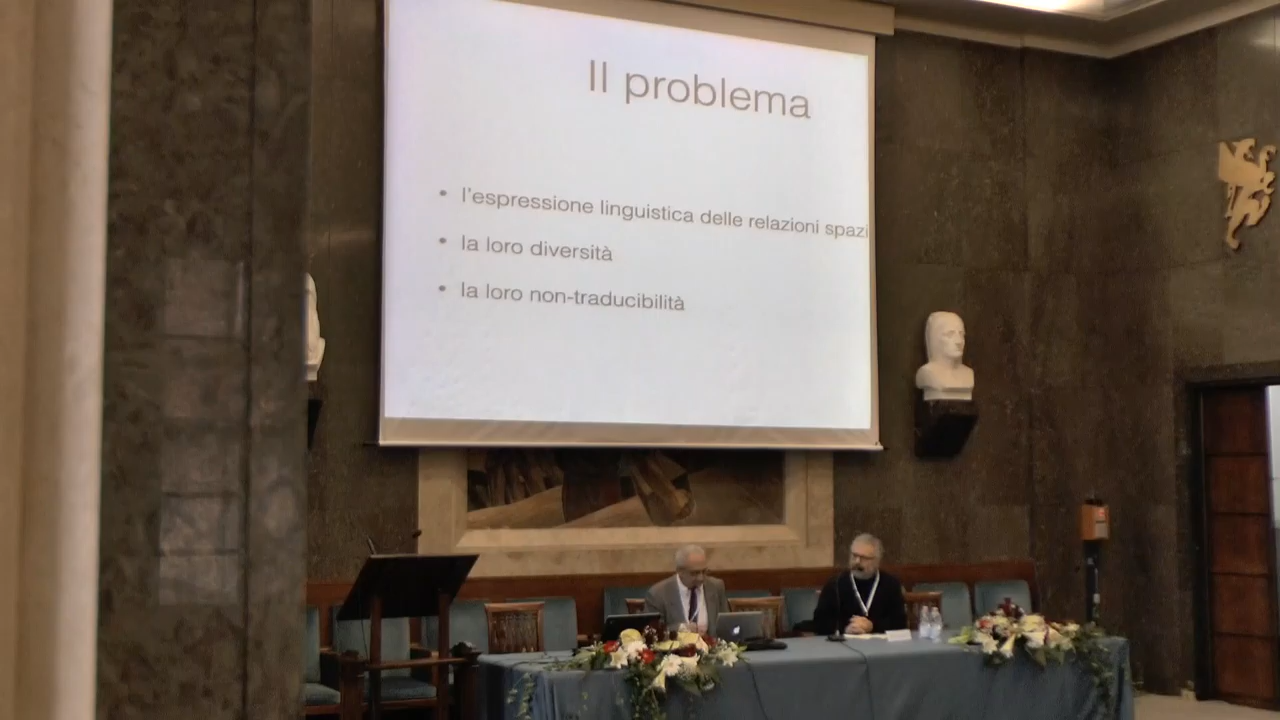 Il problema
• l'espressione linguistica delle relazioni spazi
• la loro diversità
• la loro non-traducibilità